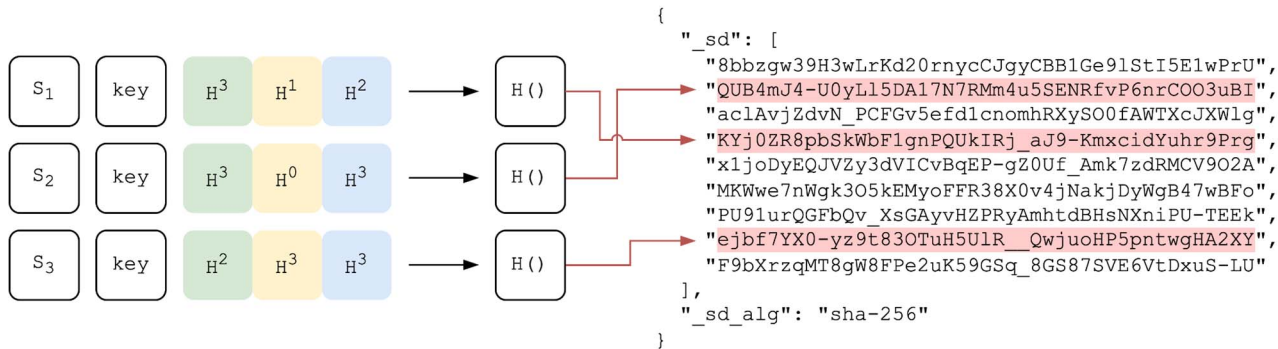 S1 key H3 H1 H2 H()
S2 key H3 H0 H3 H()
S3 key H2 H3 H3 H()
{
"_sd": [
"8bbzgw39H3wLrKd20rnycCJgyCBB1Ge9lStI5E1wPrU",
"QUB4mJ4-U0yLl5DA17N7RMm4u5SENRfvP6nrCOO3uBI",
"aclAvjZdvN_PCFGv5efd1cnomhRXySO0fAWTXcJXWlg",
"KYj0ZR8pbSkWbF1gnPQUkIRj_aJ9-KmxcidYuhr9Prg",
"x1joDyEQJVZy3dVICvBqEP-gZ0Uf_Amk7zdRMCV9O2A",
"MKWwe7nWgk3O5kEMyoFFR38X0v4jNakjDyWgB47wBFo",
"PU91urQGFbQv_XsGAyvHZPRyAmhtdBHsNXniPU-TEEk",
"ejbf7YX0-yz9t83OTuH5UlR__QwjuoHP5pntwgHA2XY",
"F9bXrzqMT8gW8FPe2uK59GSq_8GS87SVE6VtDxuS-LU"
],
"_sd_alg": "sha-256"
}